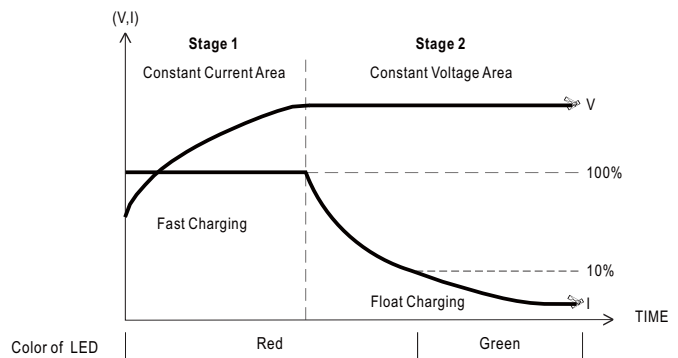 (V,I)
Stage 1
Stage 2
Constant Current Area
Constant Voltage Area
V
100%
Fast Charging
10%
Float Charging
I
TIME
Color of LED
Red
Green